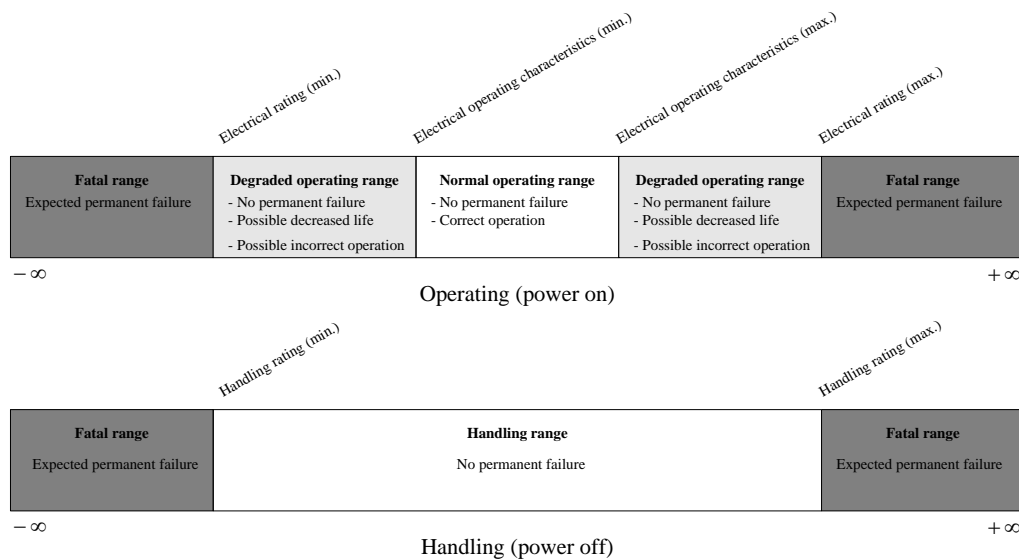 Electrical rating (min.)
Electrical operating characteristics (min.)
Electrical operating characteristics (max.)
Electrical rating (max.)
Fatal range
Expected permanent failure
Degraded operating range
- No permanent failure
- Possible decreased life
- Possible incorrect operation
Normal operating range
- No permanent failure
- Correct operation
Degraded operating range
- No permanent failure
- Possible decreased life
- Possible incorrect operation
Fatal range
Expected permanent failure
– ∞
+ ∞
Operating (power on)
Handling rating (min.)
Handling rating (max.)
Fatal range
Expected permanent failure
Handling range
No permanent failure
Fatal range
Expected permanent failure
– ∞
+ ∞
Handling (power off)